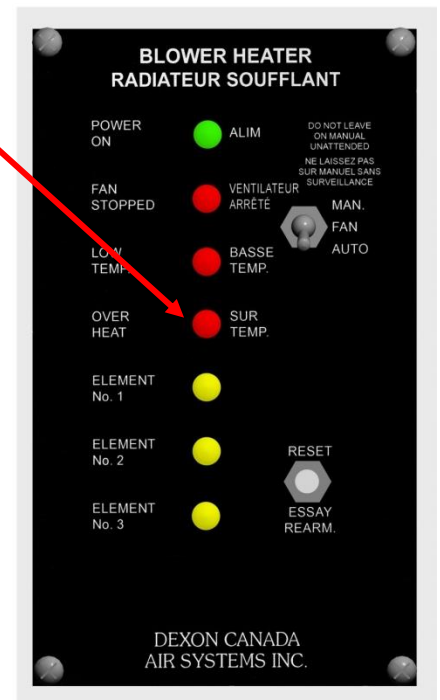 BLOWER HEATER
RADIATEUR SOUFFLANT
POWER
ON
ALIM
DO NOT LEAVE
ON MANUAL
UNATTENDED
NE LAISSEZ PAS
SUR MANUEL SANS
SURVEILLANCE
FAN
STOPPED
VENTILATEUR
ARRÊTÉ
MAN.
FAN
AUTO
LOW
TEMP.
BASSE
TEMP.
OVER
HEAT
SUR
TEMP.
ELEMENT
No. 1
ELEMENT
No. 2
ELEMENT
No. 3
RESET
ESSAY
REARM.
DEXON CANADA
AIR SYSTEMS INC.